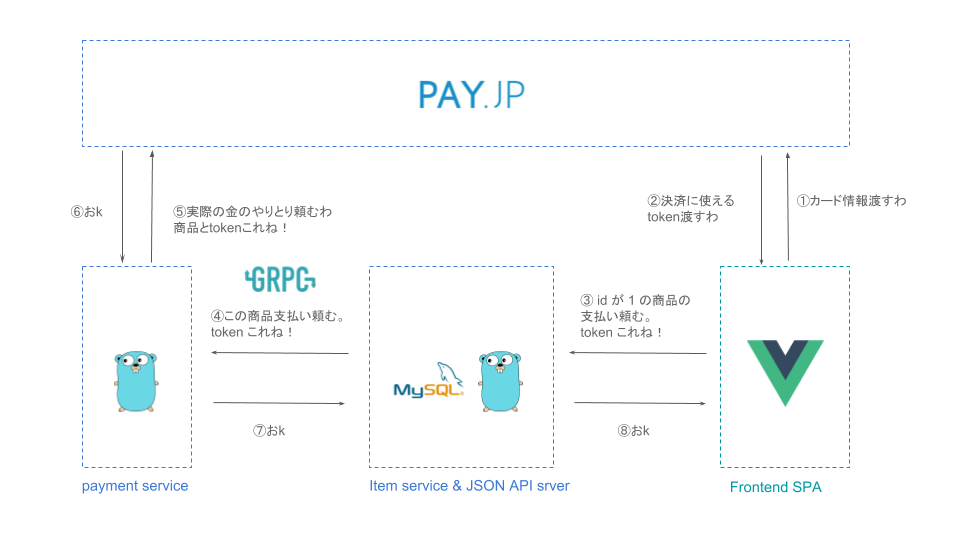 PAY.JP
⑥おk
⑤実際の金のやりとり頼むわ
商品とtokenこれね！
②決済に使える
token渡すわ
①カード情報渡すわ
GRPC
④この商品支払い頼む。
token これね！
③ id が 1 の商品の
支払い頼む。
token これね！
MySQL
⑦おk
⑧おk
payment service
Item service & JSON API srver
Frontend SPA